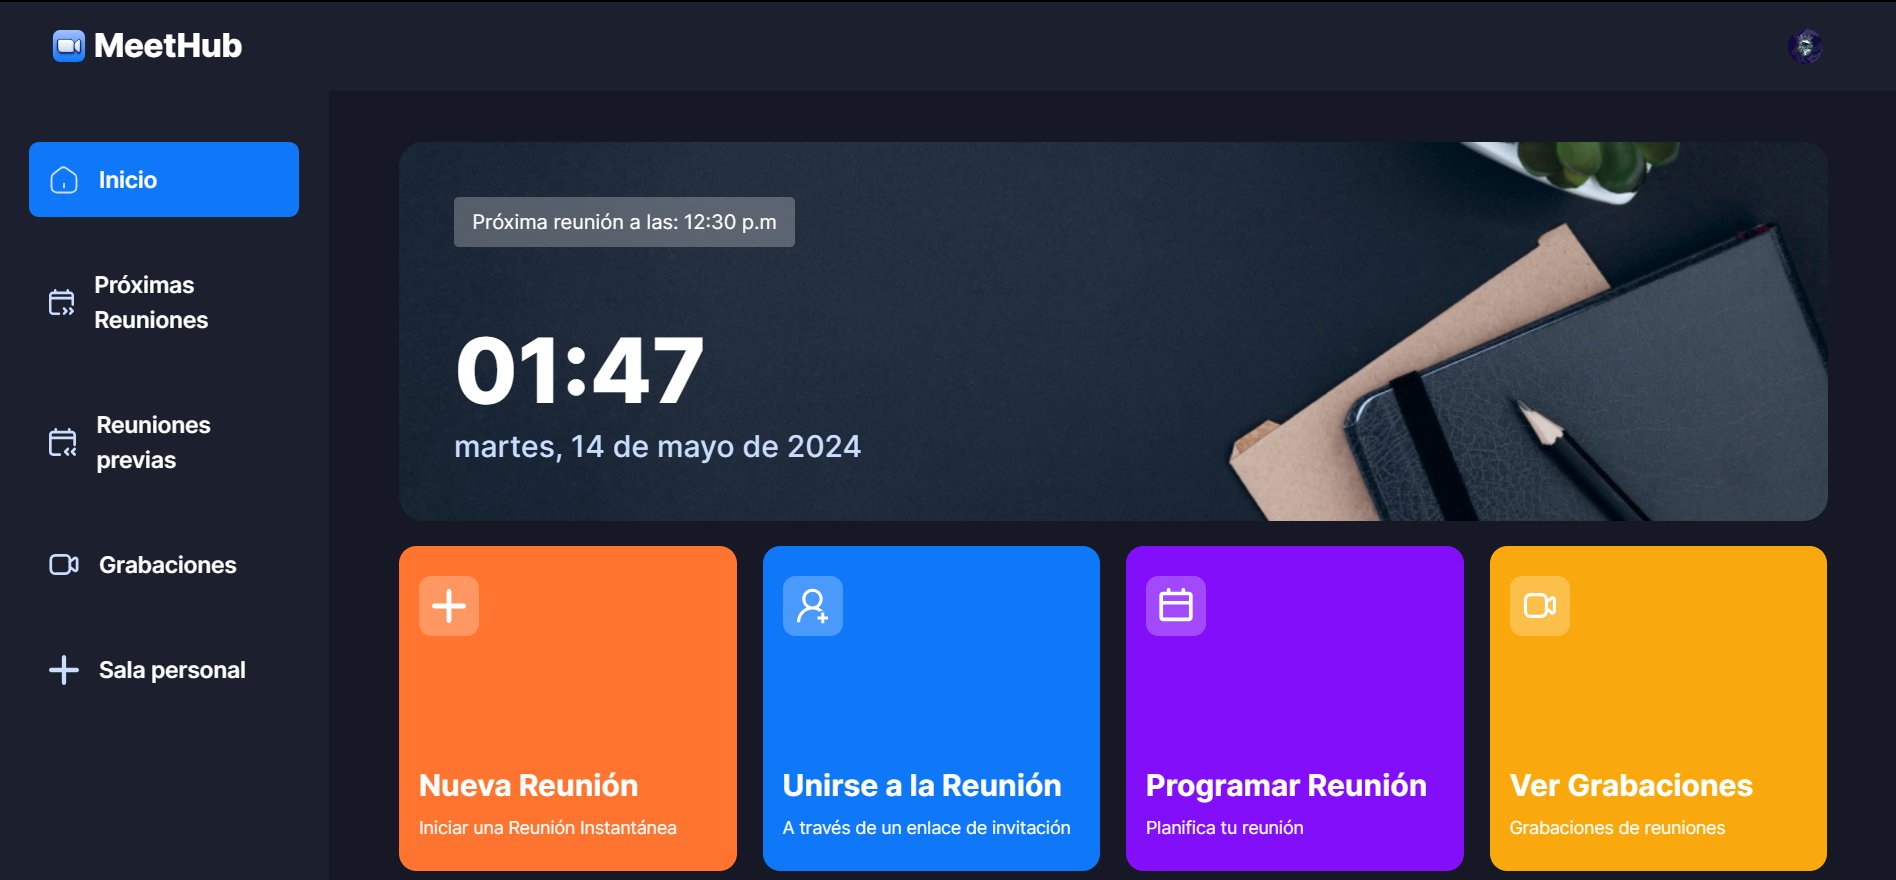 MeetHub
Inicio
Próximas
Reuniones
Reuniones
previas
Grabaciones
Sala personal
Próxima reunión a las: 12:30 p.m
01:47
martes, 14 de mayo de 2024
Nueva Reunión
Iniciar una Reunión Instantánea
Unirse a la Reunión
A través de un enlace de invitación
Programar Reunión
Planifica tu reunión
Ver Grabaciones
Grabaciones de reuniones